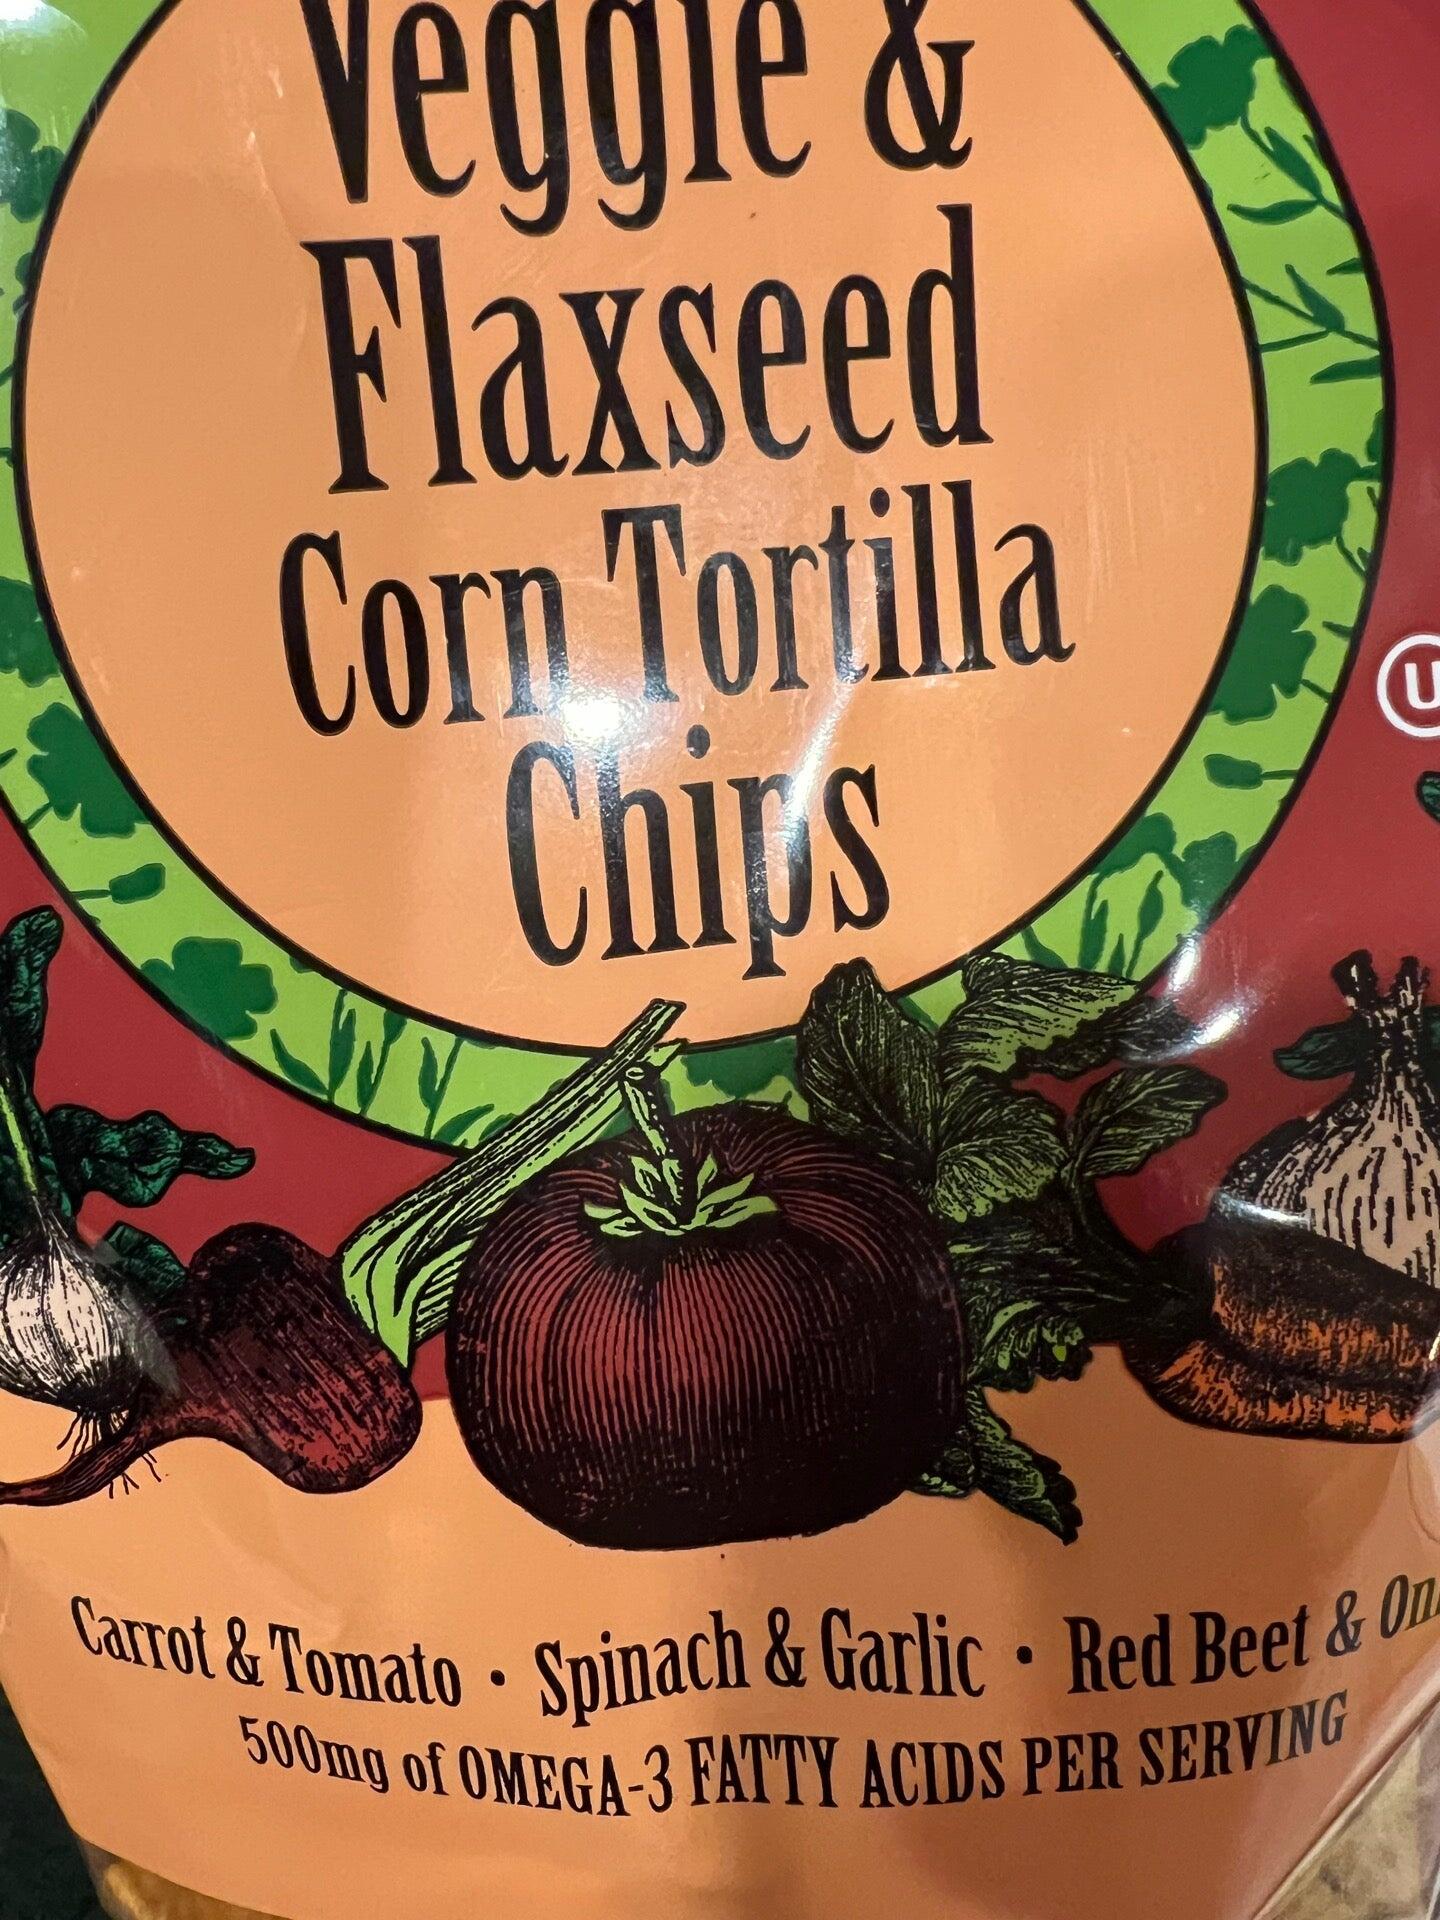 Veggie &
Flaxseed
Corn Tortilla
Chips
U
Carrot & Tomato · Spinach & Garlic · Red Beet &
500mg of OMEGA-3 FATTY ACIDS PER SERVING